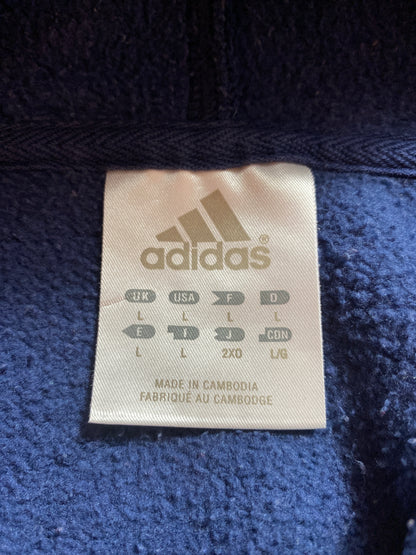 adidas®
UK USA F D
L L L L
E I J CDN
L L 2XO L/G
MADE IN CAMBODIA
FABRIQUÉ AU CAMBODGE